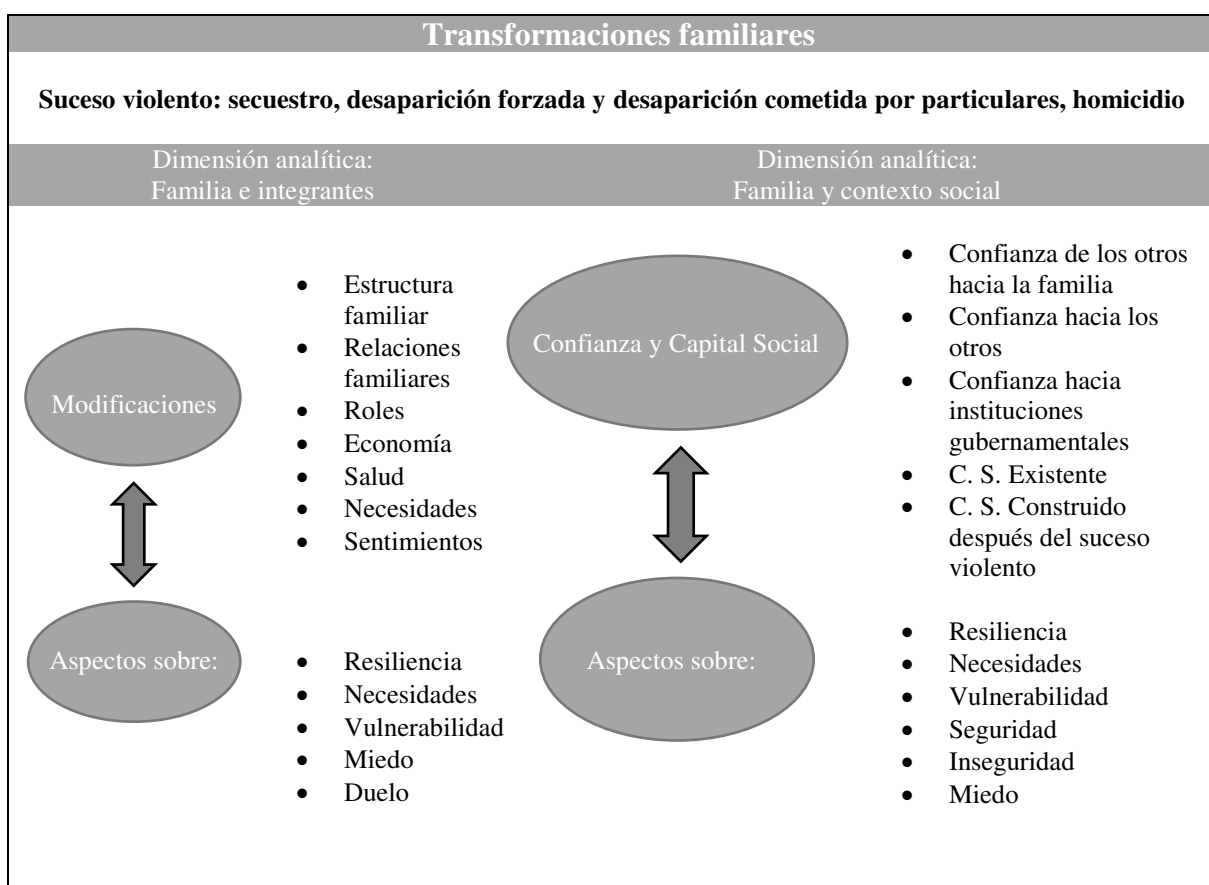 Transformaciones familiares
Suceso violento: secuestro, desaparición forzada y desaparición cometida por particulares, homicidio
Dimensión analítica:
Familia e integrantes
Dimensión analítica:
Familia y contexto social
Modificaciones
• Estructura
familiar
• Relaciones
familiares
• Roles
• Economía
• Salud
• Necesidades
• Sentimientos
Aspectos sobre:
• Resiliencia
• Necesidades
• Vulnerabilidad
• Miedo
• Duelo
Confianza y Capital Social
• Confianza de los otros
hacia la familia
• Confianza hacia los
otros
• Confianza hacia
instituciones
gubernamentales
• C. S. Existente
• C. S. Construido
después del suceso
violento
Aspectos sobre:
• Resiliencia
• Necesidades
• Vulnerabilidad
• Seguridad
• Inseguridad
• Miedo